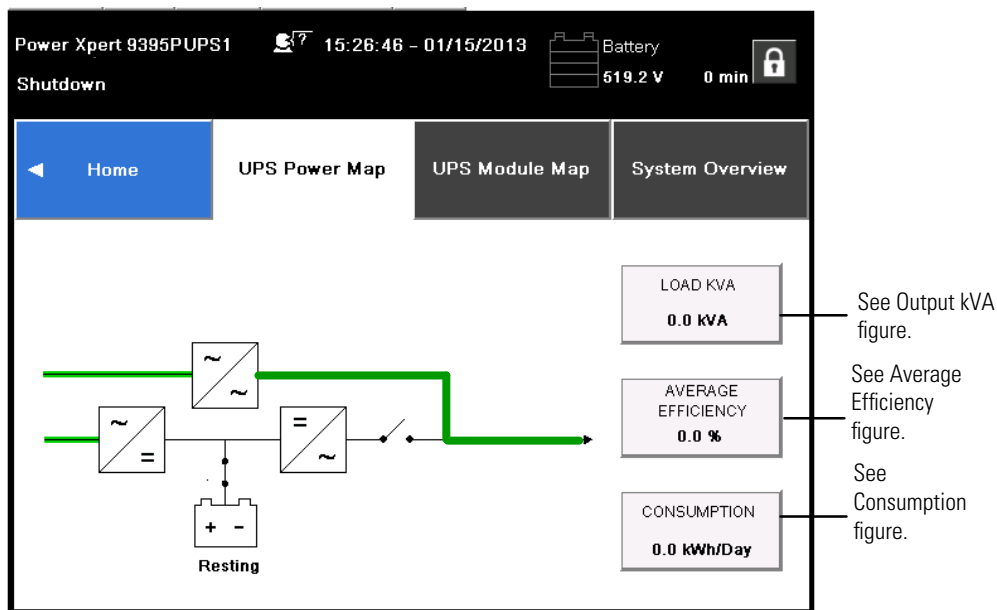 Power Xpert 9395PUPS1
?
15:26:46 - 01/15/2013
Battery
Shutdown
519.2 V 0 min
Home
UPS Power Map
UPS Module Map
System Overview
LOAD KVA
0.0 kVA
See Output kVA
figure.
AVERAGE
EFFICIENCY
0.0 %
See Average
Efficiency
figure.
CONSUMPTION
0.0 kWh/Day
See
Consumption
figure.
~
~
~
=
=
~
+ -
Resting